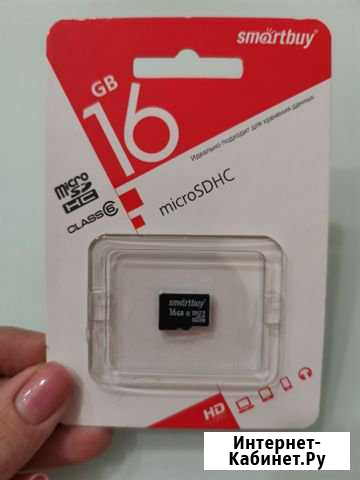 smartbuy
16 GB
Идеально подходит для хранения данных
micro
SD
HC
CLASS 6
microSDHC
smartbuy
16GB
HD
Интернет-
Кабинет.Ру